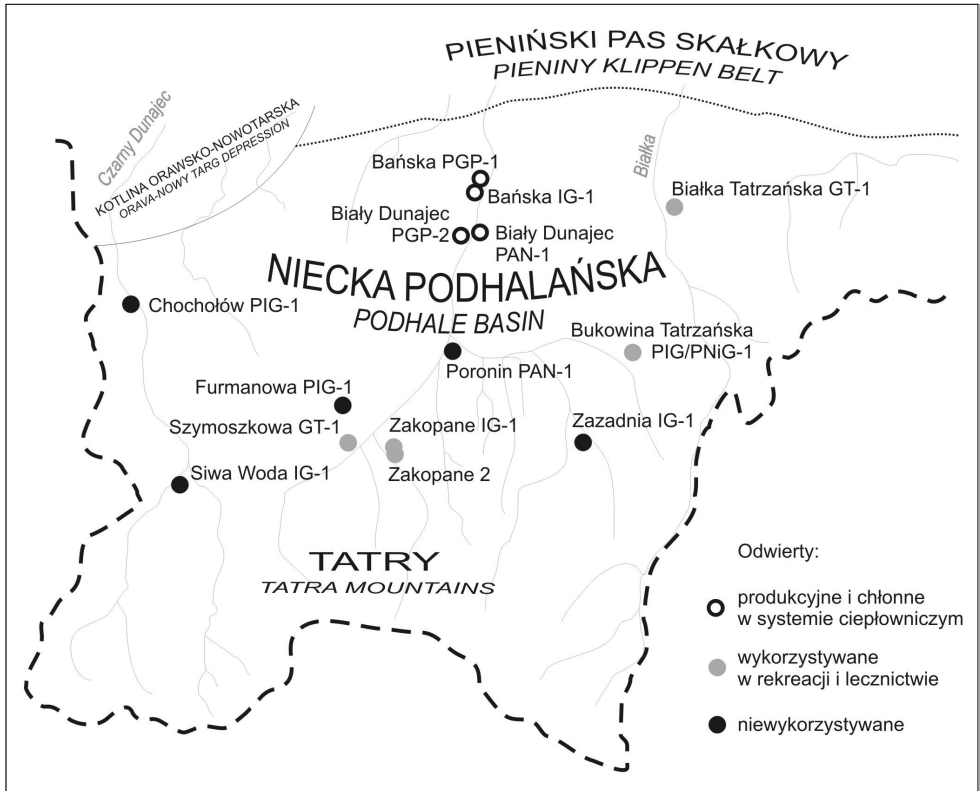 PIENIŃSKI PAS SKAŁKOWY
PIENINY KLIPPEN BELT
Czarny Dunajec
KOTLINA ORAWSKO-NOWOTARSKA
ORAVA-NOWY TARG DEPRESSION
Białka
Bańska PGP-1
Bańska IG-1
Białka Tatrzańska GT-1
Biały Dunajec
PGP-2
Biały Dunajec
PAN-1
NIECKA PODHALAŃSKA
PODHALE BASIN
Chochołów PIG-1
Bukowina Tatrzańska
PIG/PNiG-1
Poronin PAN-1
Furmanowa PIG-1
Szymoszkowa GT-1
Zakopane IG-1
Zazadnia IG-1
Siwa Woda IG-1
Zakopane 2
TATRY
TATRA MOUNTAINS
Odwierty:
produkcyjne i chłonne
w systemie ciepłowniczym
wykorzystywane
w rekreacji i lecznictwie
niewykorzystywane